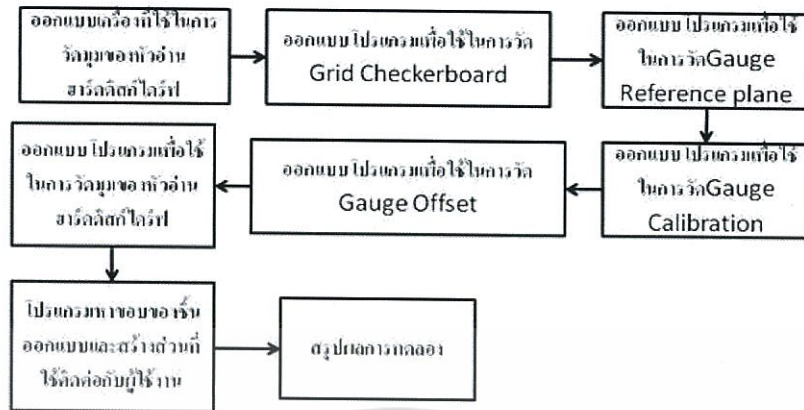 ออกแบบเครื่องที่ใช้ในการ
วัดมุมของหัวอ่าน
ฮาร์ดดิสก์ไดร์ฟ
ออกแบบโปรแกรมเพื่อใช้ในการวัด
Grid Checkerboard
ออกแบบโปรแกรมเพื่อใช้
ในการวัดGauge
Reference plane
ออกแบบโปรแกรมเพื่อใช้
ในการวัดGauge
Calibration
ออกแบบโปรแกรมเพื่อใช้ในการวัด
Gauge Offset
ออกแบบโปรแกรมเพื่อใช้
ในการวัดมุมของหัวอ่าน
ฮาร์ดดิสก์ไดร์ฟ
โปรแกรมหาขอบของชิ้น
ออกแบบและสร้างส่วนที่
ใช้ติดต่อกับผู้ใช้งาน
สรุปผลการทดลอง